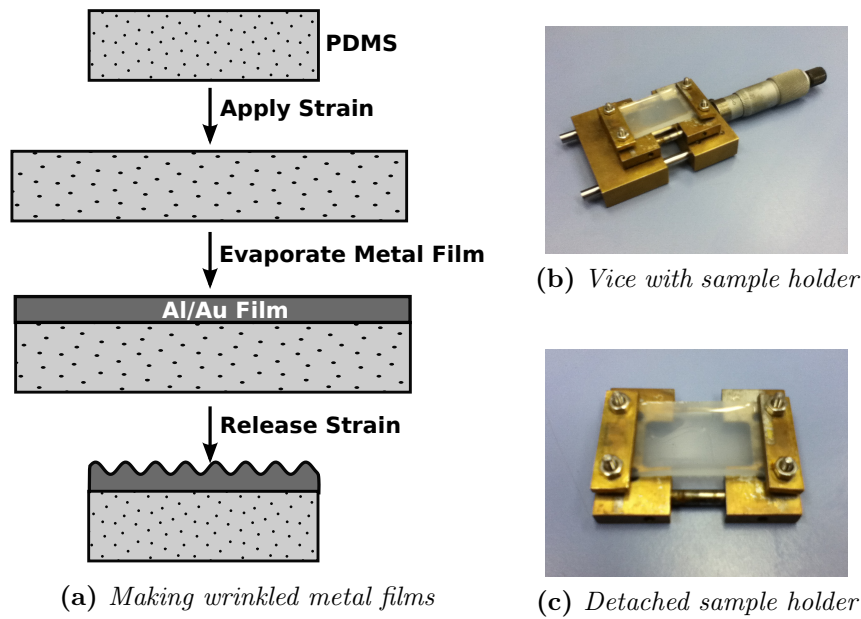 PDMS
Apply Strain
Evaporate Metal Film
Al/Au Film
Release Strain
(a) Making wrinkled metal films
(b) Vice with sample holder
(c) Detached sample holder